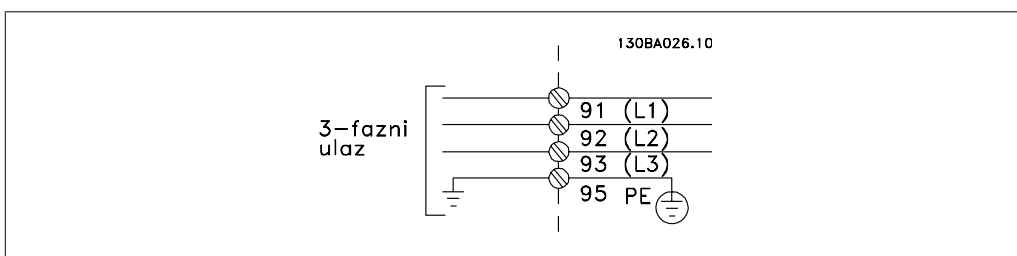 130BA026.10
3-fazni
ulaz
91 (L1)
92 (L2)
93 (L3)
95 PE